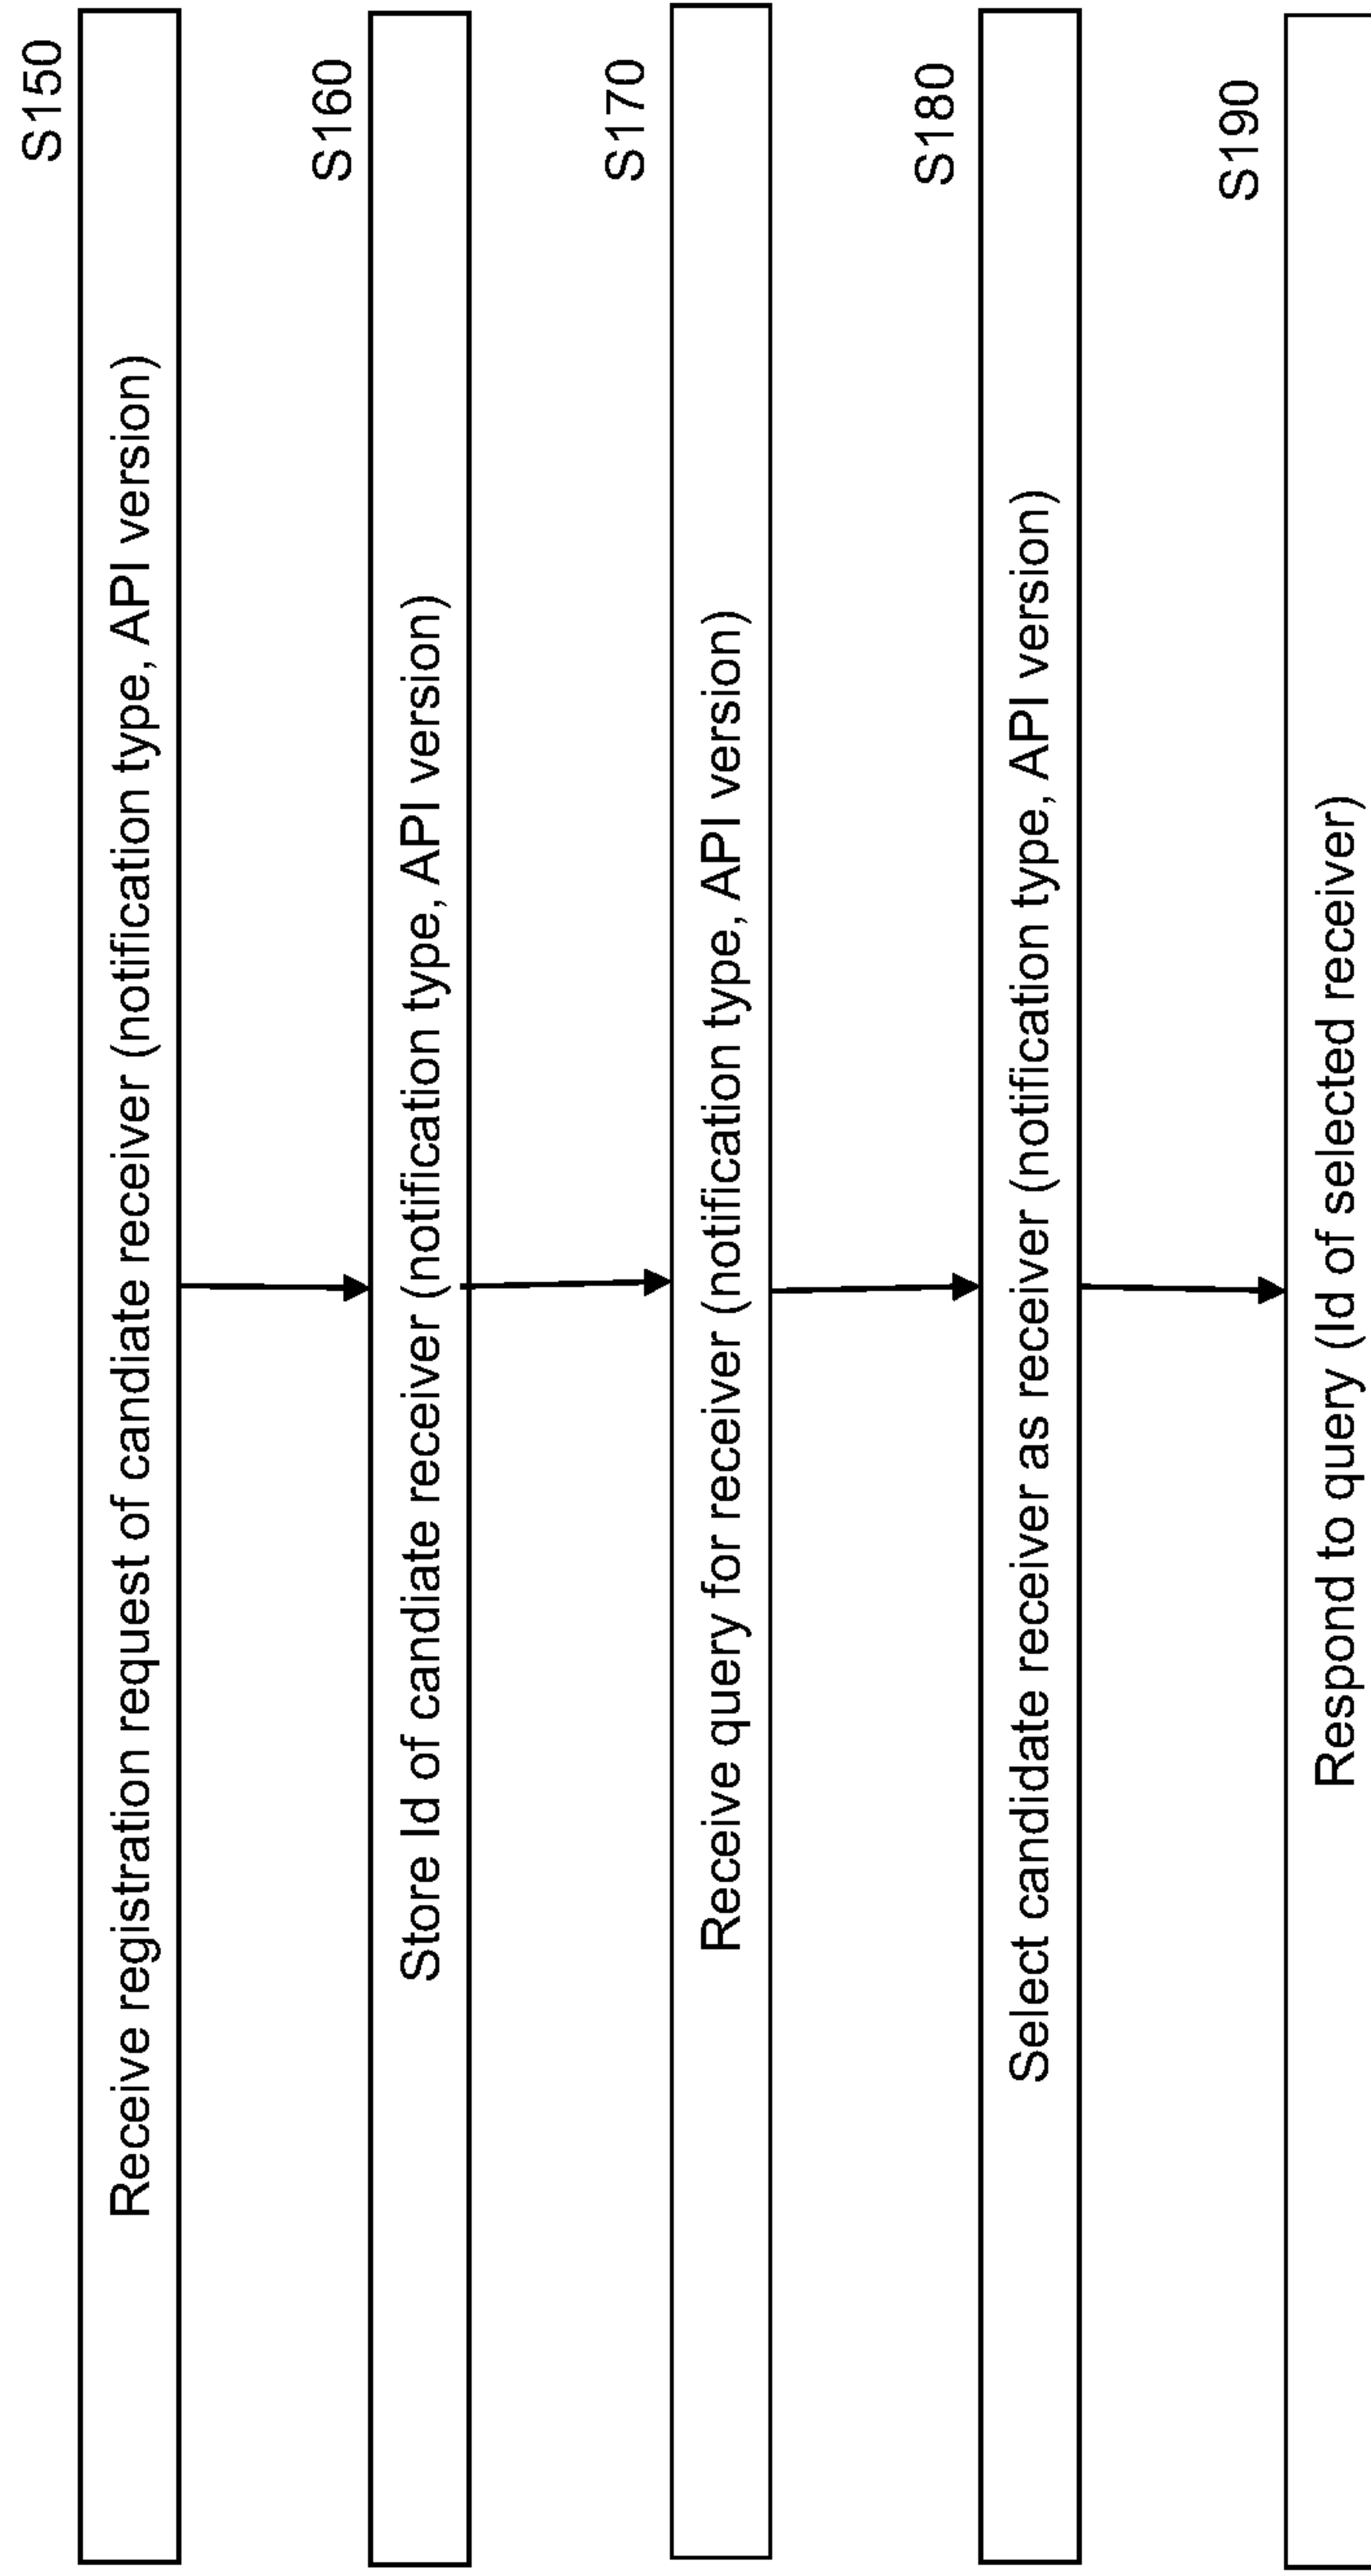 S150
Receive registration request of candiate receiver (notification type, API version)
S160
Store Id of candiate receiver (notification type, API version)
S170
Receive query for receiver (notification type, API version)
S180
Select candidate receiver as receiver (notification type, API version)
S190
Respond to query (Id of selected receiver)